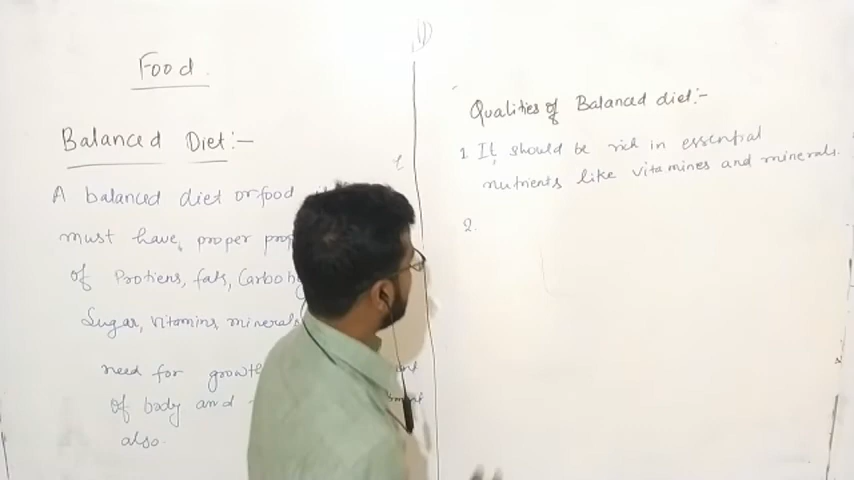 Food.
Balanced Diet:-
A balanced diet or food
must have, proper
of Protiens, fats,
Sugar, vitamins, minerals
need for growth
of body and
also.
Qualities of Balanced diet:-
1. It should be rich in essential
nutrients like vitamines and minerals.
2.